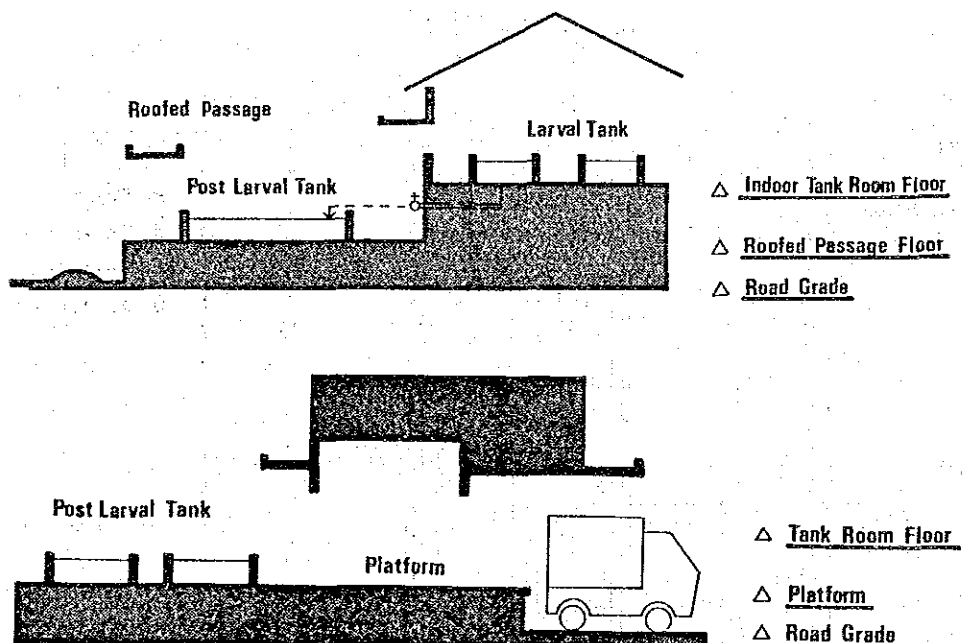 Roofed Passage
Larval Tank
Post Larval Tank
△ Indoor Tank Room Floor
△ Roofed Passage Floor
△ Road Grade
Post Larval Tank
Platform
△ Tank Room Floor
△ Platform
△ Road Grade